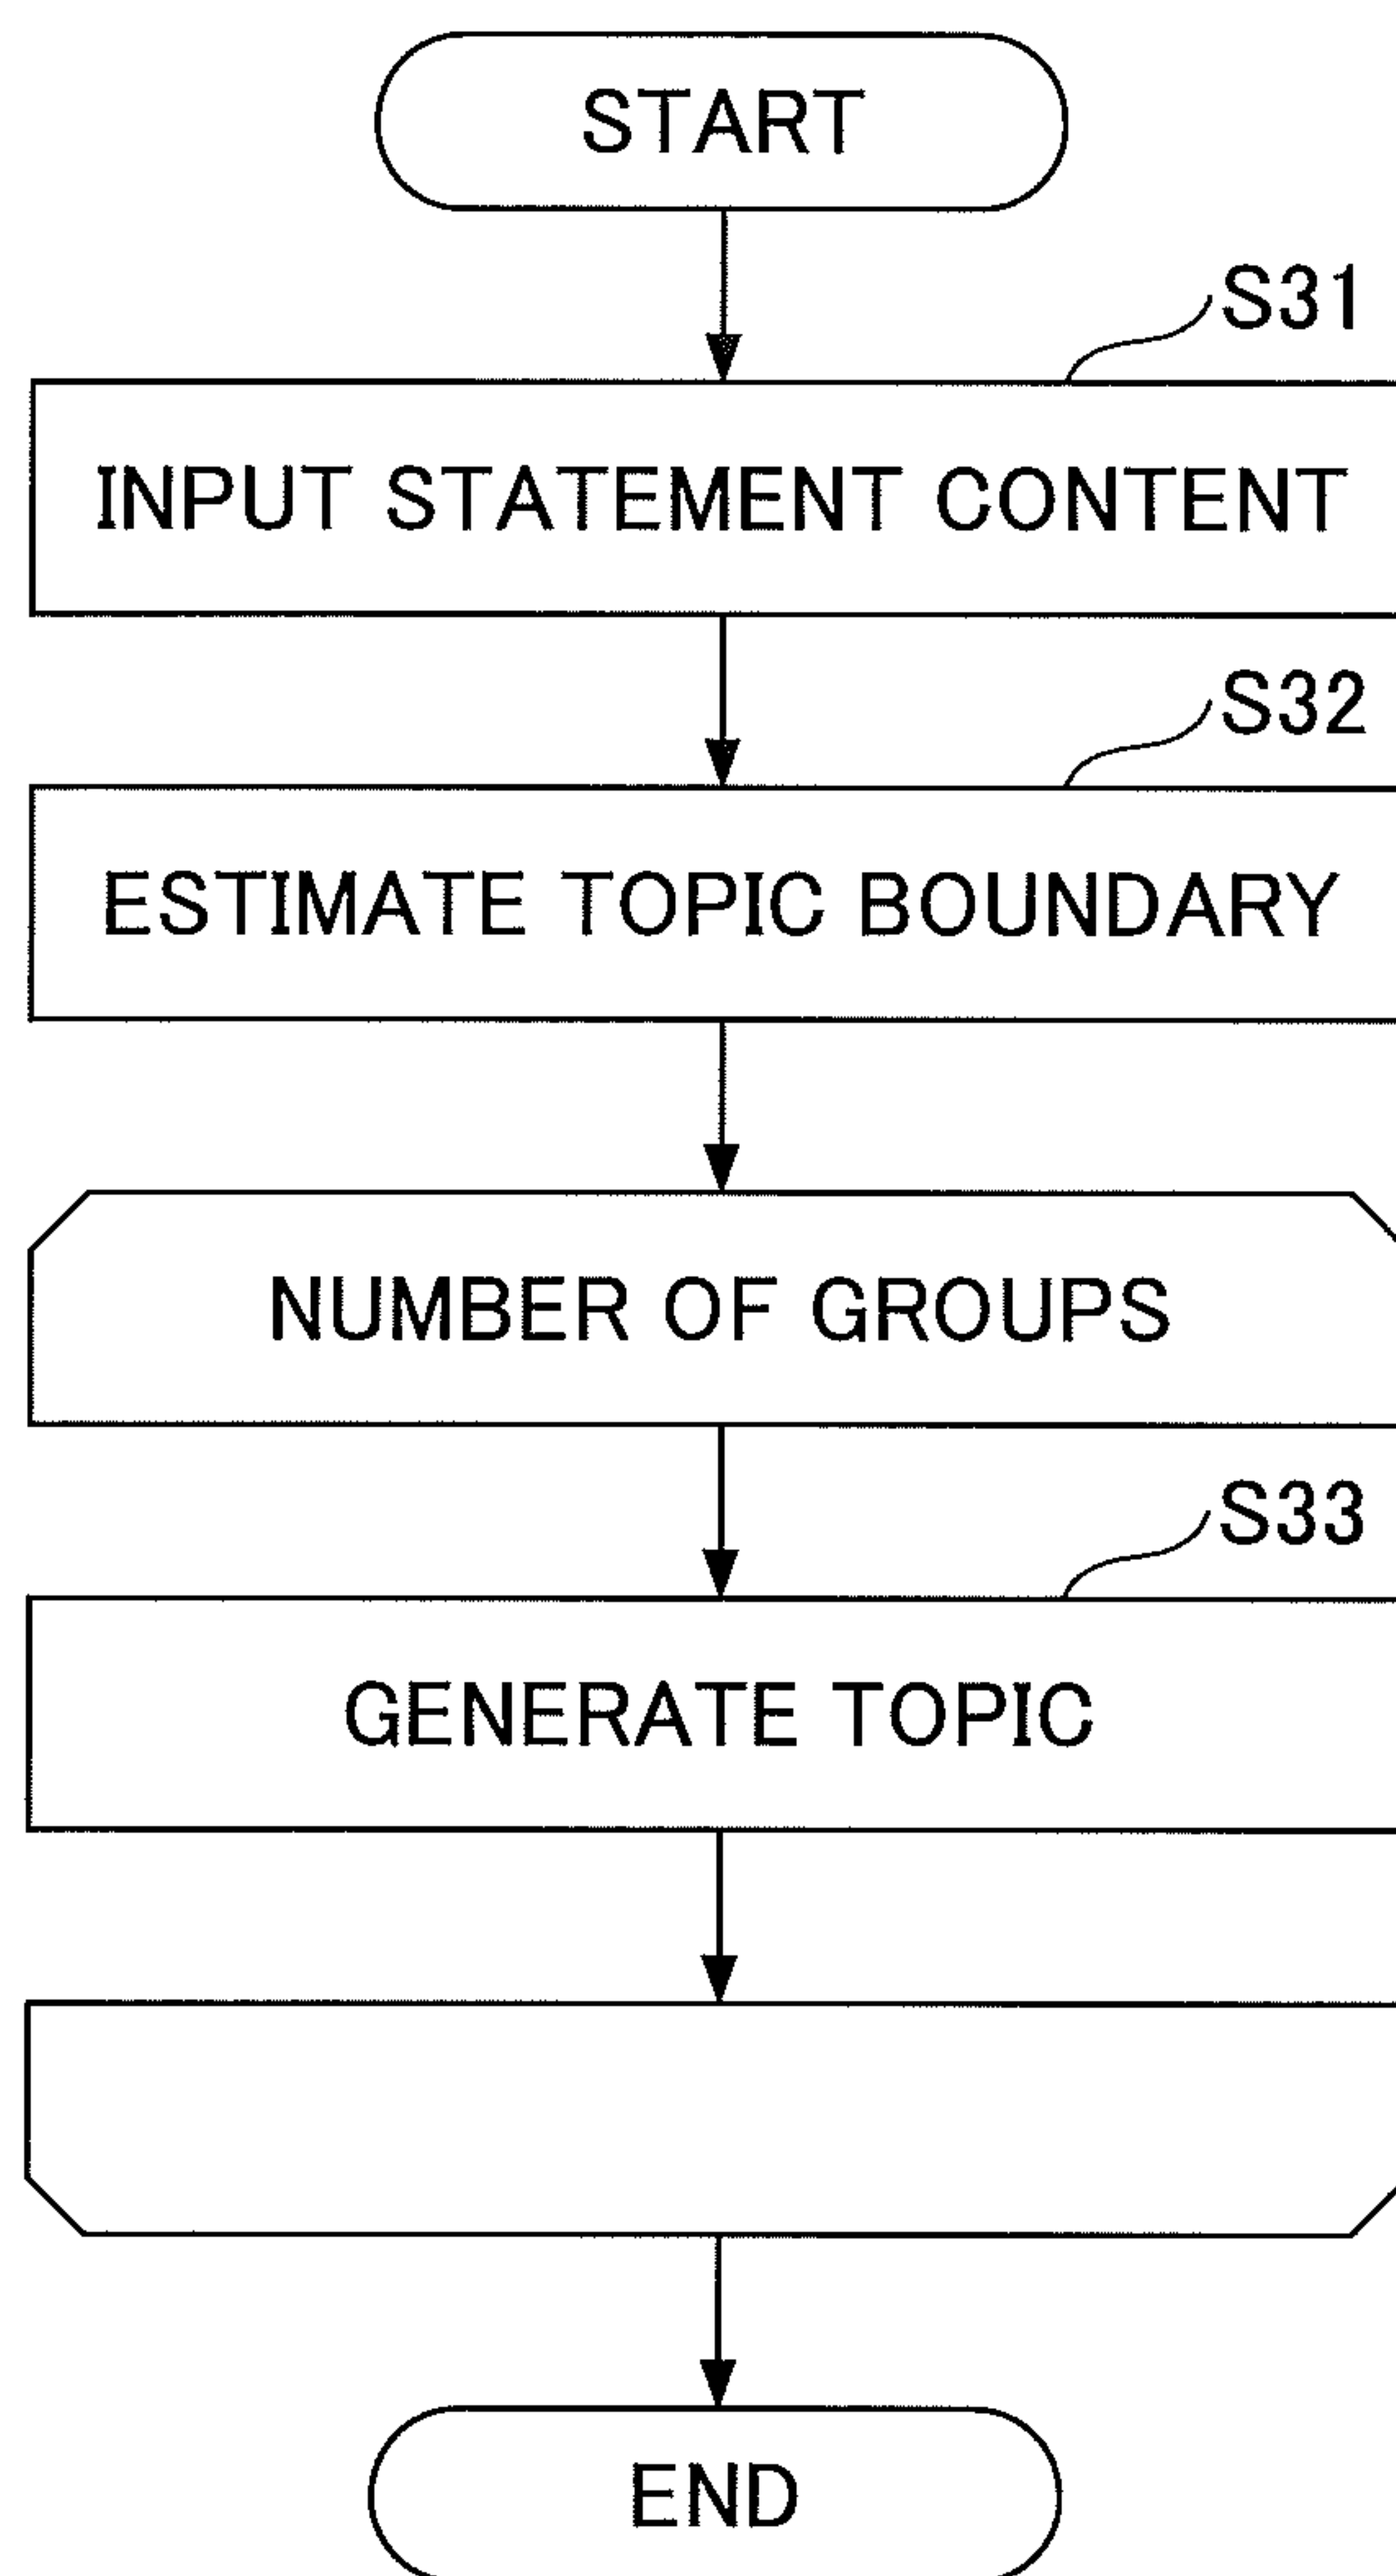 START
S31
INPUT STATEMENT CONTENT
S32
ESTIMATE TOPIC BOUNDARY
NUMBER OF GROUPS
S33
GENERATE TOPIC
END